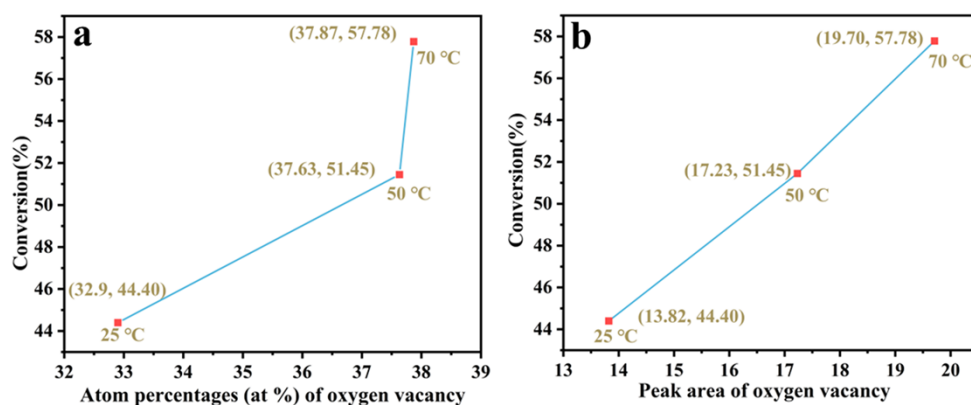 a
58
56
54
52
50
48
46
44
Conversion(%)
(37.87, 57.78)
70 °C
(37.63, 51.45)
50 °C
(32.9, 44.40)
25 °C
32 33 34 35 36 37 38 39
Atom percentages (at %) of oxygen vacancy
b
58
56
54
52
50
48
46
44
Conversion(%)
(19.70, 57.78)
70 °C
(17.23, 51.45)
50 °C
(13.82, 44.40)
25 °C
13 14 15 16 17 18 19 20
Peak area of oxygen vacancy